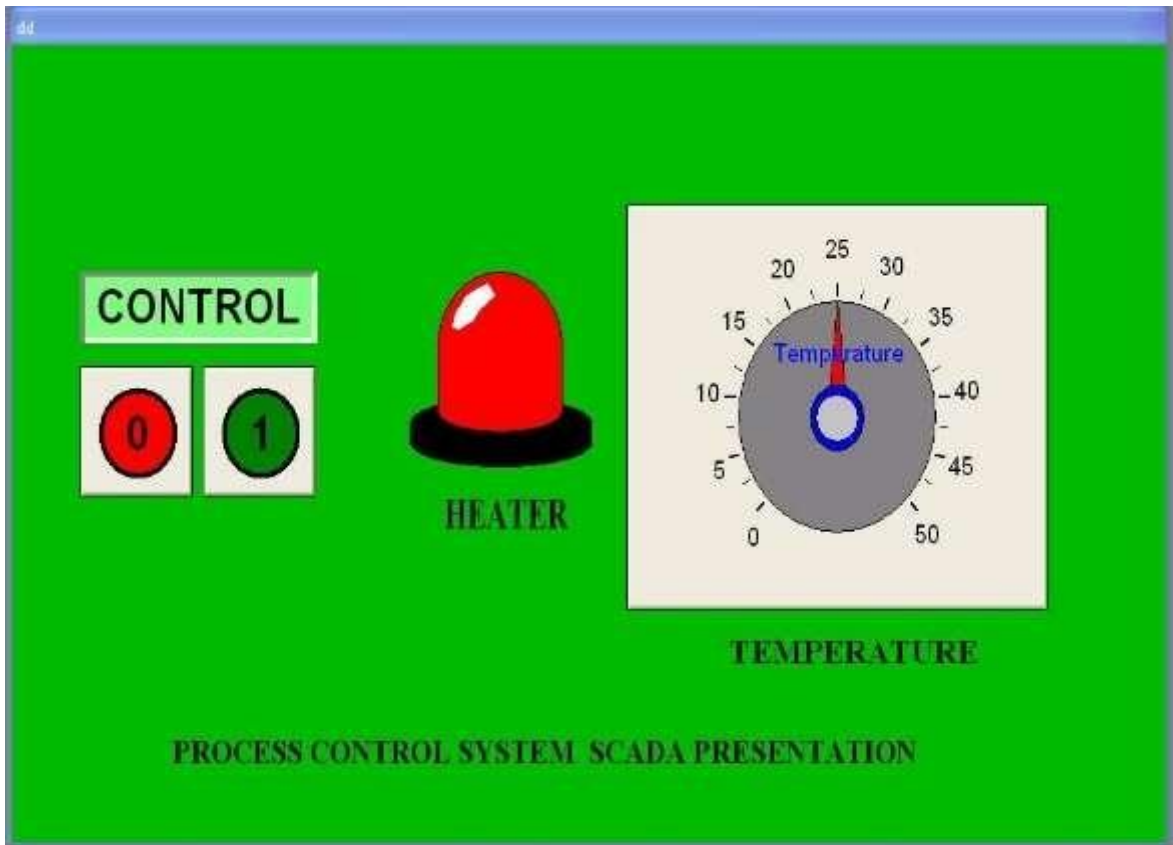 dd
CONTROL
0 1
HEATER
25
20 30
15 35
Temperature
10 40
5 45
0 50
TEMPERATURE
PROCESS CONTROL SYSTEM SCADA PRESENTATION